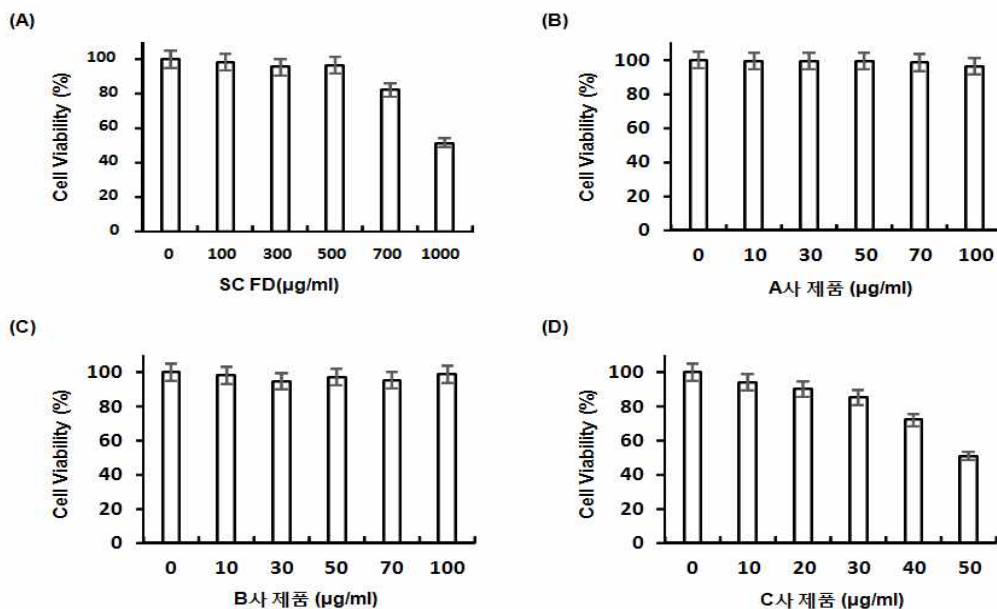 (A)
Cell Viability (%)
100
80
60
40
20
0
0 100 300 500 700 1000
SC FD(µg/ml)
(B)
Cell Viability (%)
100
80
60
40
20
0
0 10 30 50 70 100
A사 제품 (µg/ml)
(C)
Cell Viability (%)
100
80
60
40
20
0
0 10 30 50 70 100
B사 제품 (µg/ml)
(D)
Cell Viability (%)
100
80
60
40
20
0
0 10 20 30 40 50
C사 제품 (µg/ml)